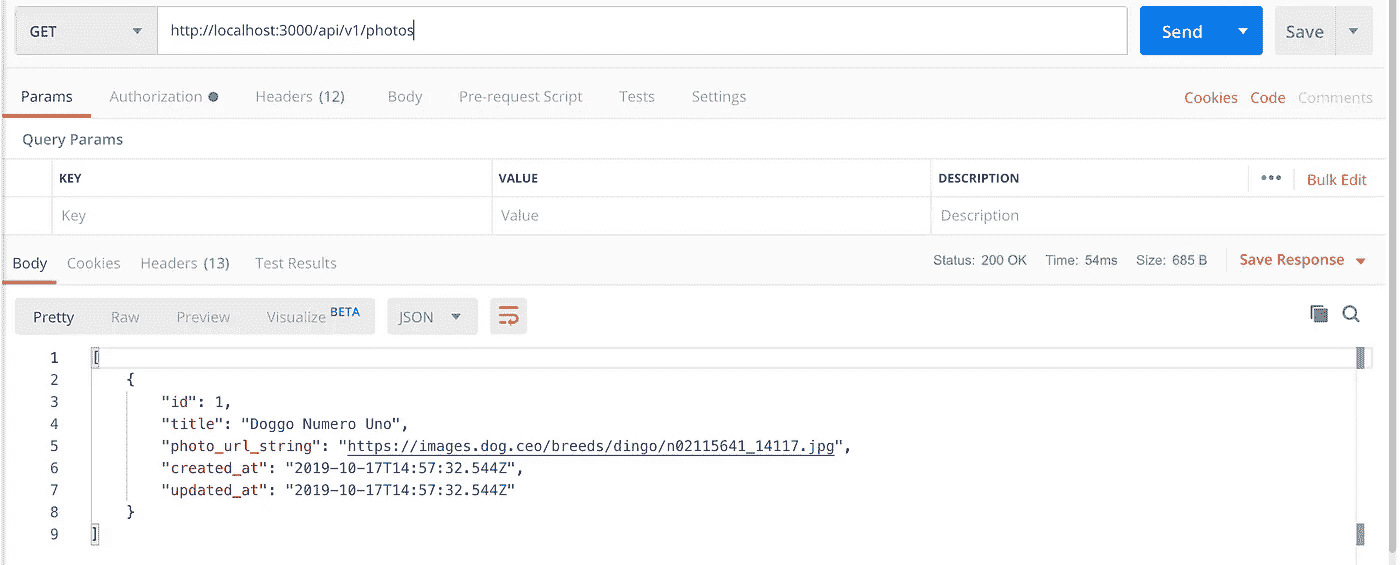 GET http://localhost:3000/api/v1/photos Send Save
Params Authorization Headers (12) Body Pre-request Script Tests Settings Cookies Code Comments
Query Params
KEY VALUE DESCRIPTION ••• Bulk Edit
Key Value Description
Body Cookies Headers (13) Test Results Status: 200 OK Time: 54ms Size: 685 B Save Response
Pretty Raw Preview Visualize BETA JSON
1 [
2 {
3 "id": 1,
4 "title": "Doggo Numero Uno",
5 "photo_url_string": "https://images.dog.ceo/breeds/dingo/n02115641_14117.jpg",
6 "created_at": "2019-10-17T14:57:32.544Z",
7 "updated_at": "2019-10-17T14:57:32.544Z"
8 }
9 ]